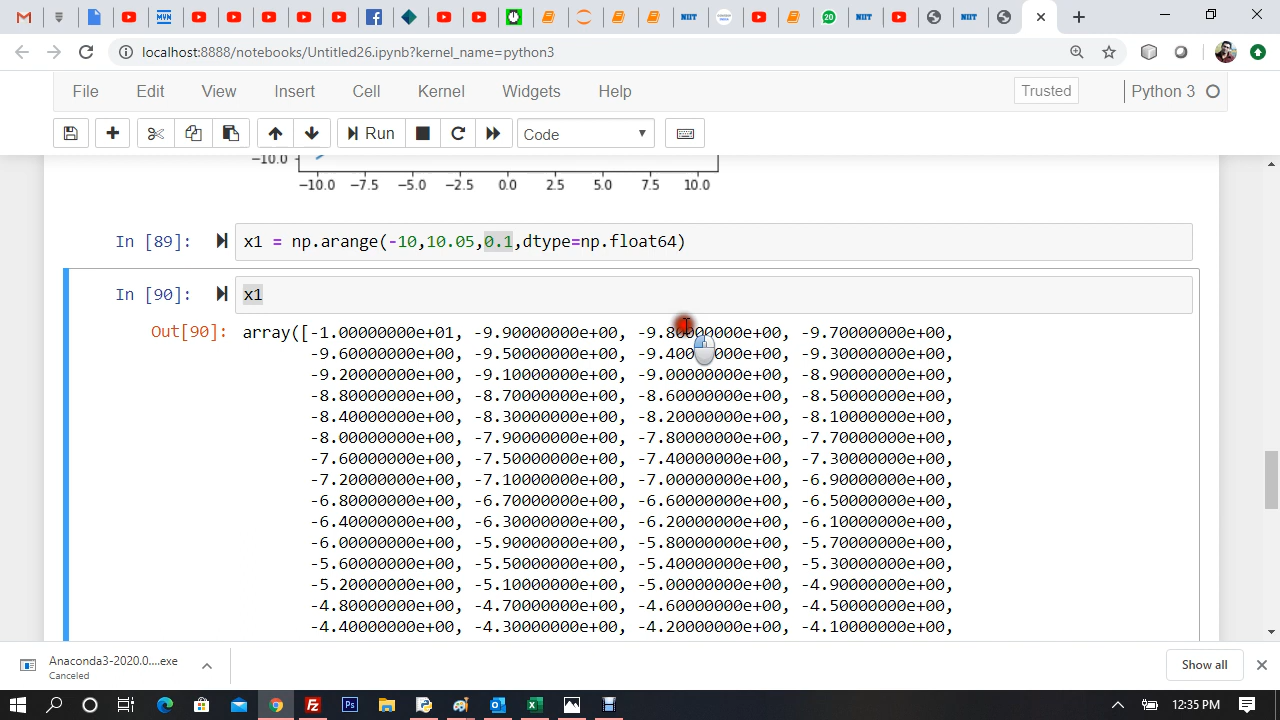 MVN
20
NIIT
NIIT
NIIT
localhost:8888/notebooks/Untitled26.ipynb?kernel_name=python3
File Edit View Insert Cell Kernel Widgets Help Trusted Python 3
Run Code
−10.0
−10.0 −7.5 −5.0 −2.5 0.0 2.5 5.0 7.5 10.0
In [89]: x1 = np.arange(-10,10.05,0.1,dtype=np.float64)
In [90]: x1
Out[90]: array([-1.00000000e+01, -9.90000000e+00, -9.80000000e+00, -9.70000000e+00,
-9.60000000e+00, -9.50000000e+00, -9.40000000e+00, -9.30000000e+00,
-9.20000000e+00, -9.10000000e+00, -9.00000000e+00, -8.90000000e+00,
-8.80000000e+00, -8.70000000e+00, -8.60000000e+00, -8.50000000e+00,
-8.40000000e+00, -8.30000000e+00, -8.20000000e+00, -8.10000000e+00,
-8.00000000e+00, -7.90000000e+00, -7.80000000e+00, -7.70000000e+00,
-7.60000000e+00, -7.50000000e+00, -7.40000000e+00, -7.30000000e+00,
-7.20000000e+00, -7.10000000e+00, -7.00000000e+00, -6.90000000e+00,
-6.80000000e+00, -6.70000000e+00, -6.60000000e+00, -6.50000000e+00,
-6.40000000e+00, -6.30000000e+00, -6.20000000e+00, -6.10000000e+00,
-6.00000000e+00, -5.90000000e+00, -5.80000000e+00, -5.70000000e+00,
-5.60000000e+00, -5.50000000e+00, -5.40000000e+00, -5.30000000e+00,
-5.20000000e+00, -5.10000000e+00, -5.00000000e+00, -4.90000000e+00,
-4.80000000e+00, -4.70000000e+00, -4.60000000e+00, -4.50000000e+00,
-4.40000000e+00, -4.30000000e+00, -4.20000000e+00, -4.10000000e+00,
Anaconda3-2020.0....exe
Canceled
Show all
12:35 PM